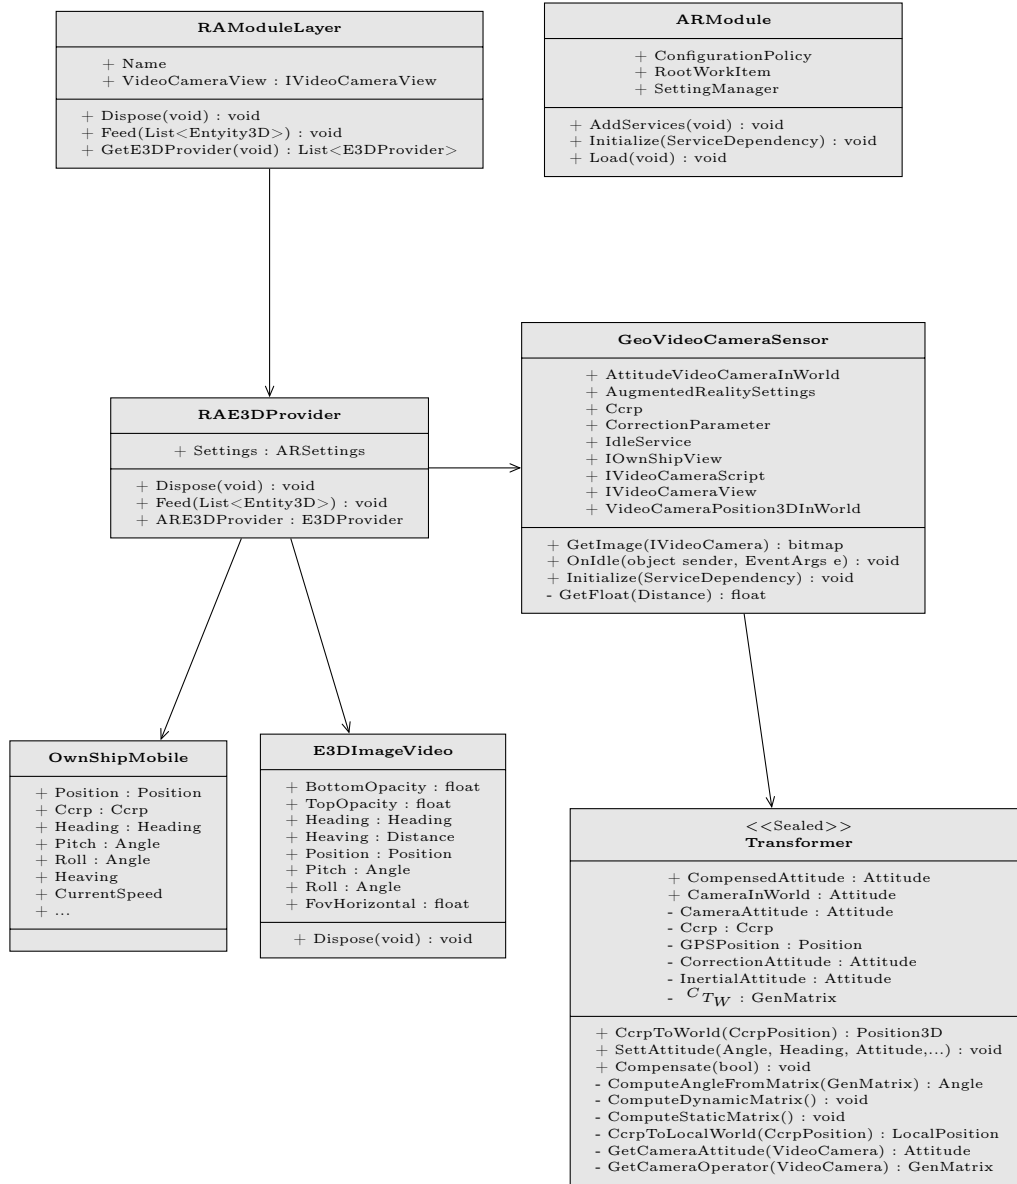 RAModuleLayer
+ Name
+ VideoCameraView : IVideoCameraView
+ Dispose(void) : void
+ Feed(List<Entyity3D>) : void
+ GetE3DProvider(void) : List<E3DProvider>
ARModule
+ ConfigurationPolicy
+ RootWorkItem
+ SettingManager
+ AddServices(void) : void
+ Initialize(ServiceDependency) : void
+ Load(void) : void
GeoVideoCameraSensor
+ AttitudeVideoCameraInWorld
+ AugmentedRealitySettings
+ Ccrp
+ CorrectionParameter
+ IdleService
+ IOwnShipView
+ IVideoCameraScript
+ IVideoCameraView
+ VideoCameraPosition3DInWorld
+ GetImage(IVideoCamera) : bitmap
+ OnIdle(object sender, EventArgs e) : void
+ Initialize(ServiceDependency) : void
- GetFloat(Distance) : float
RAE3DProvider
+ Settings : ARSettings
+ Dispose(void) : void
+ Feed(List<Entity3D>) : void
+ ARE3DProvider : E3DProvider
OwnShipMobile
+ Position : Position
+ Ccrp : Ccrp
+ Heading : Heading
+ Pitch : Angle
+ Roll : Angle
+ Heaving
+ CurrentSpeed
+ ...
E3DImageVideo
+ BottomOpacity : float
+ TopOpacity : float
+ Heading : Heading
+ Heaving : Distance
+ Position : Position
+ Pitch : Angle
+ Roll : Angle
+ FovHorizontal : float
+ Dispose(void) : void
<<Sealed>>
Transformer
+ CompensedAttitude : Attitude
+ CameraInWorld : Attitude
- CameraAttitude : Attitude
- Ccrp : Ccrp
- GPSPosition : Position
- CorrectionAttitude : Attitude
- InertialAttitude : Attitude
- ^C T_W : GenMatrix
+ CcrpToWorld(CcrpPosition) : Position3D
+ SettAttitude(Angle, Heading, Attitude,...) : void
+ Compensate(bool) : void
- ComputeAngleFromMatrix(GenMatrix) : Angle
- ComputeDynamicMatrix() : void
- ComputeStaticMatrix() : void
- CcrpToLocalWorld(CcrpPosition) : LocalPosition
- GetCameraAttitude(VideoCamera) : Attitude
- GetCameraOperator(VideoCamera) : GenMatrix